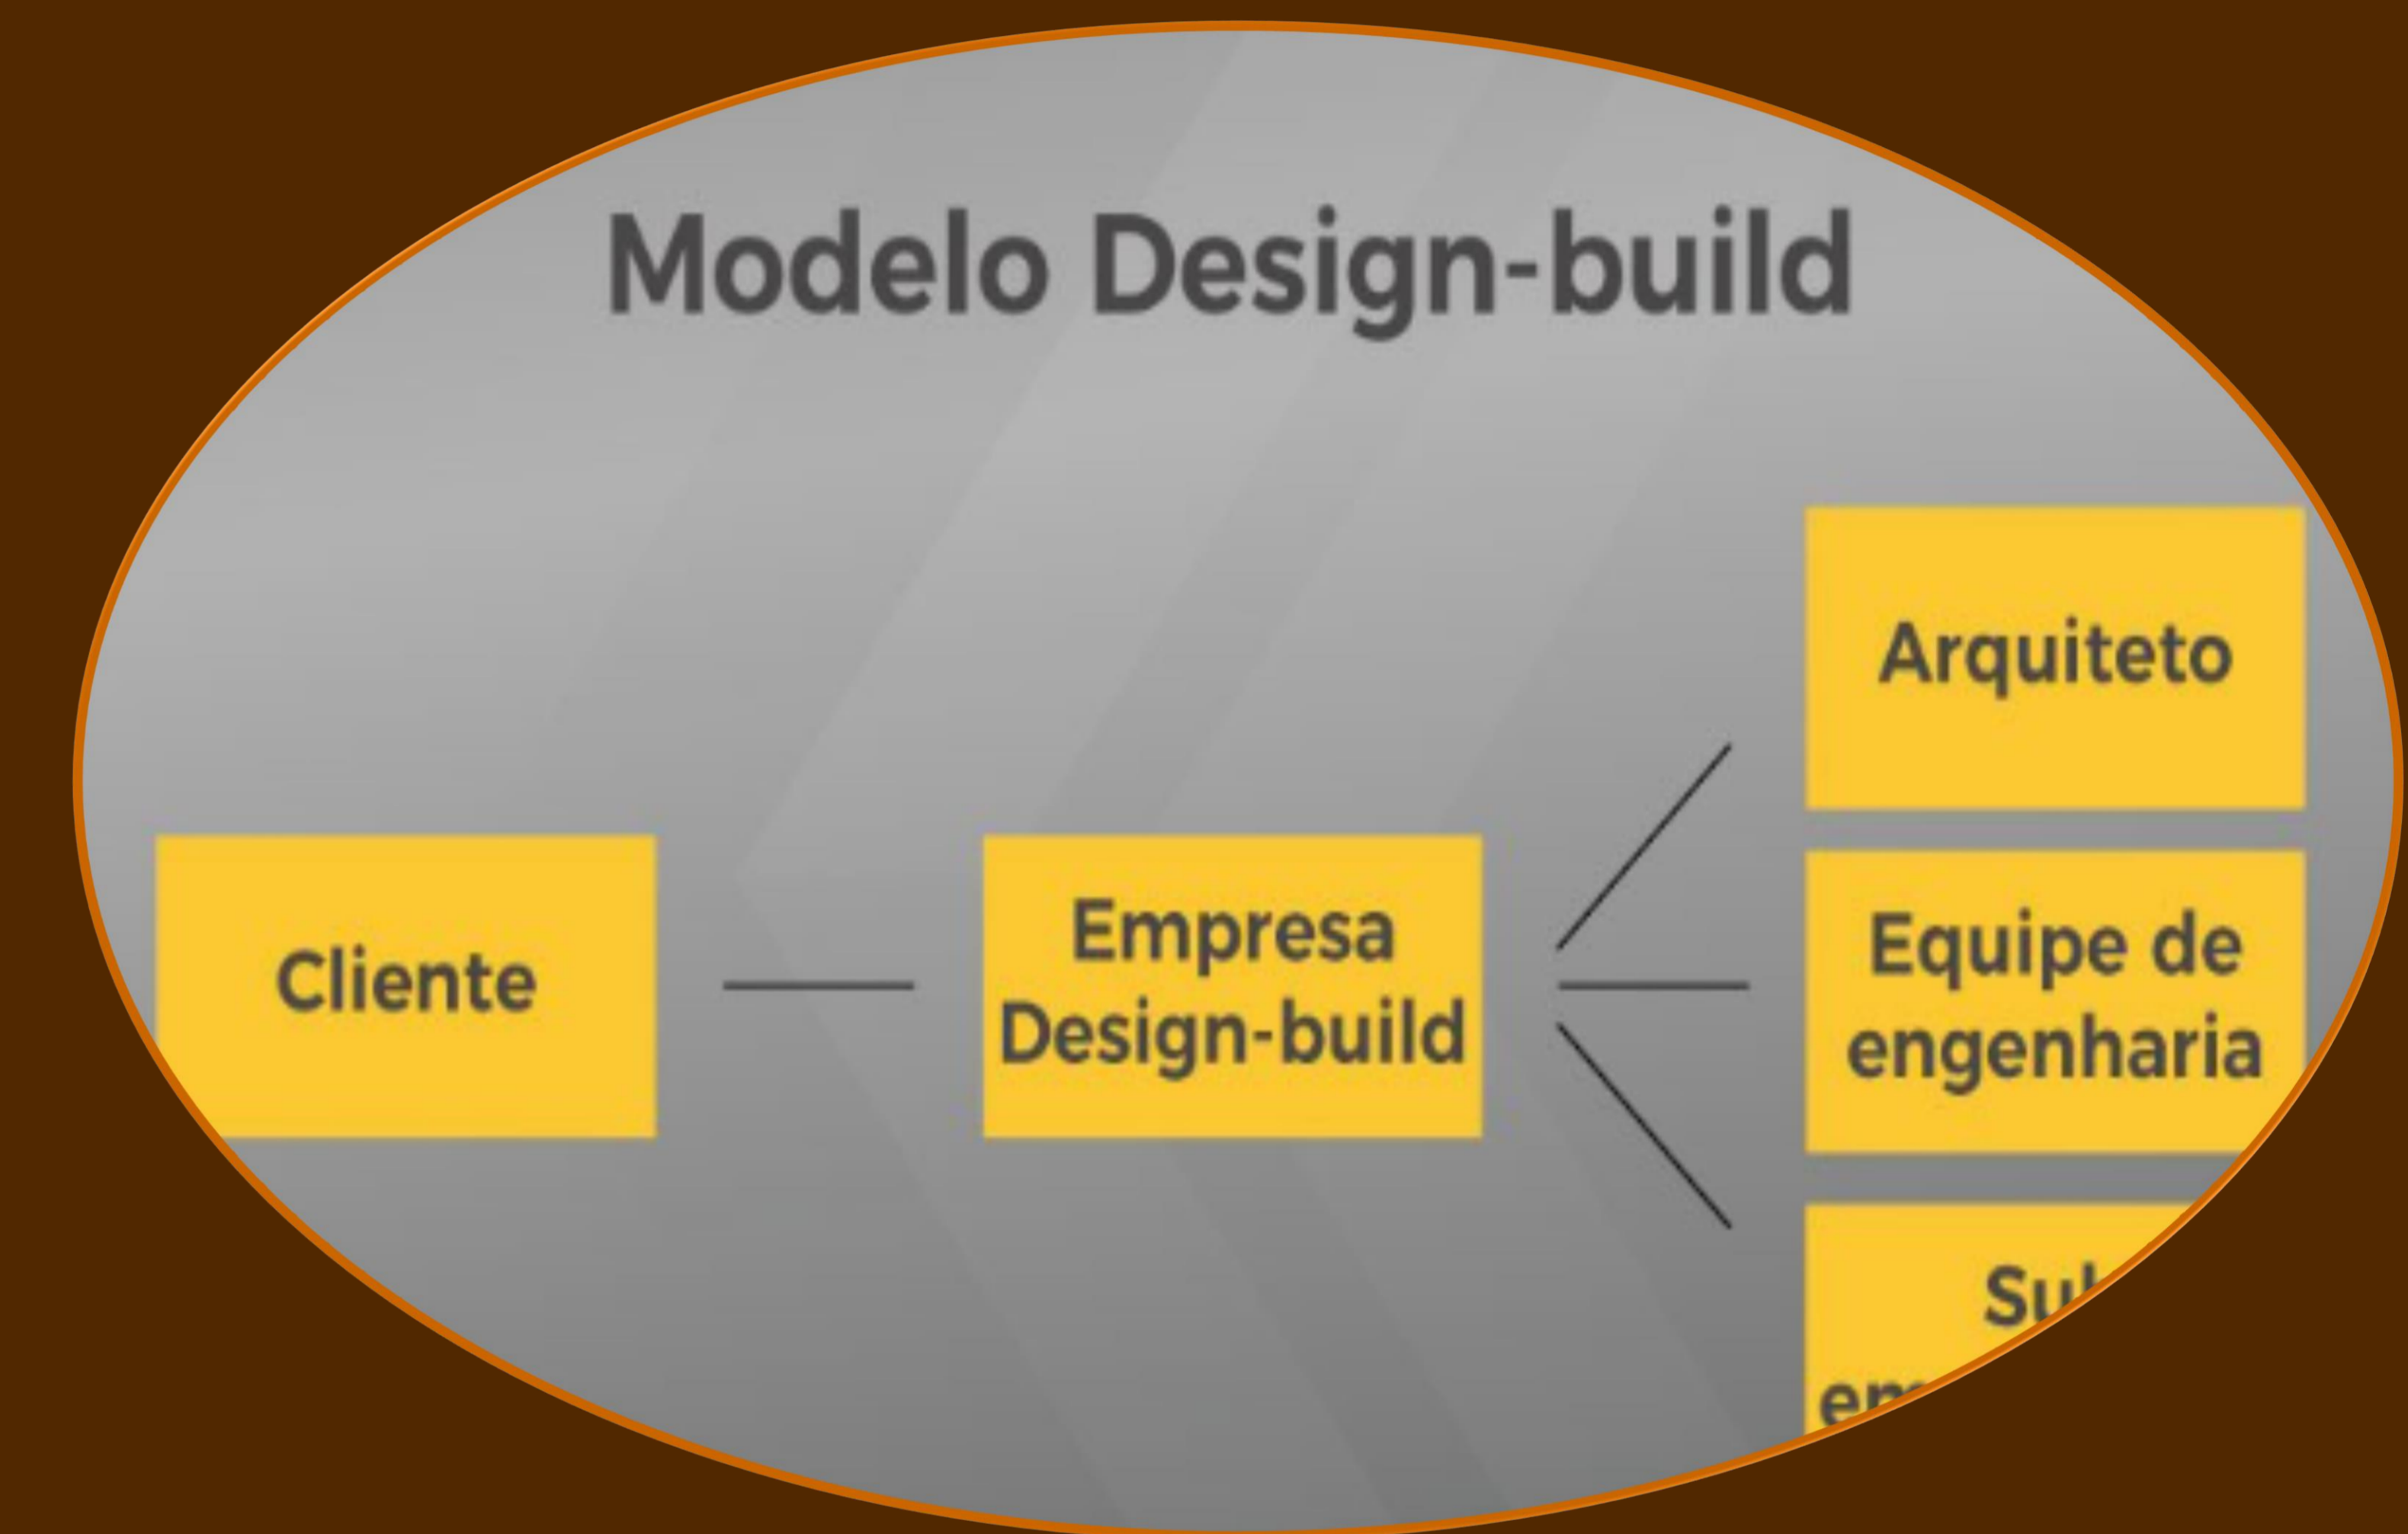 Modelo Design-build
Cliente
Empresa
Design-build
Arquiteto
Equipe de
engenharia